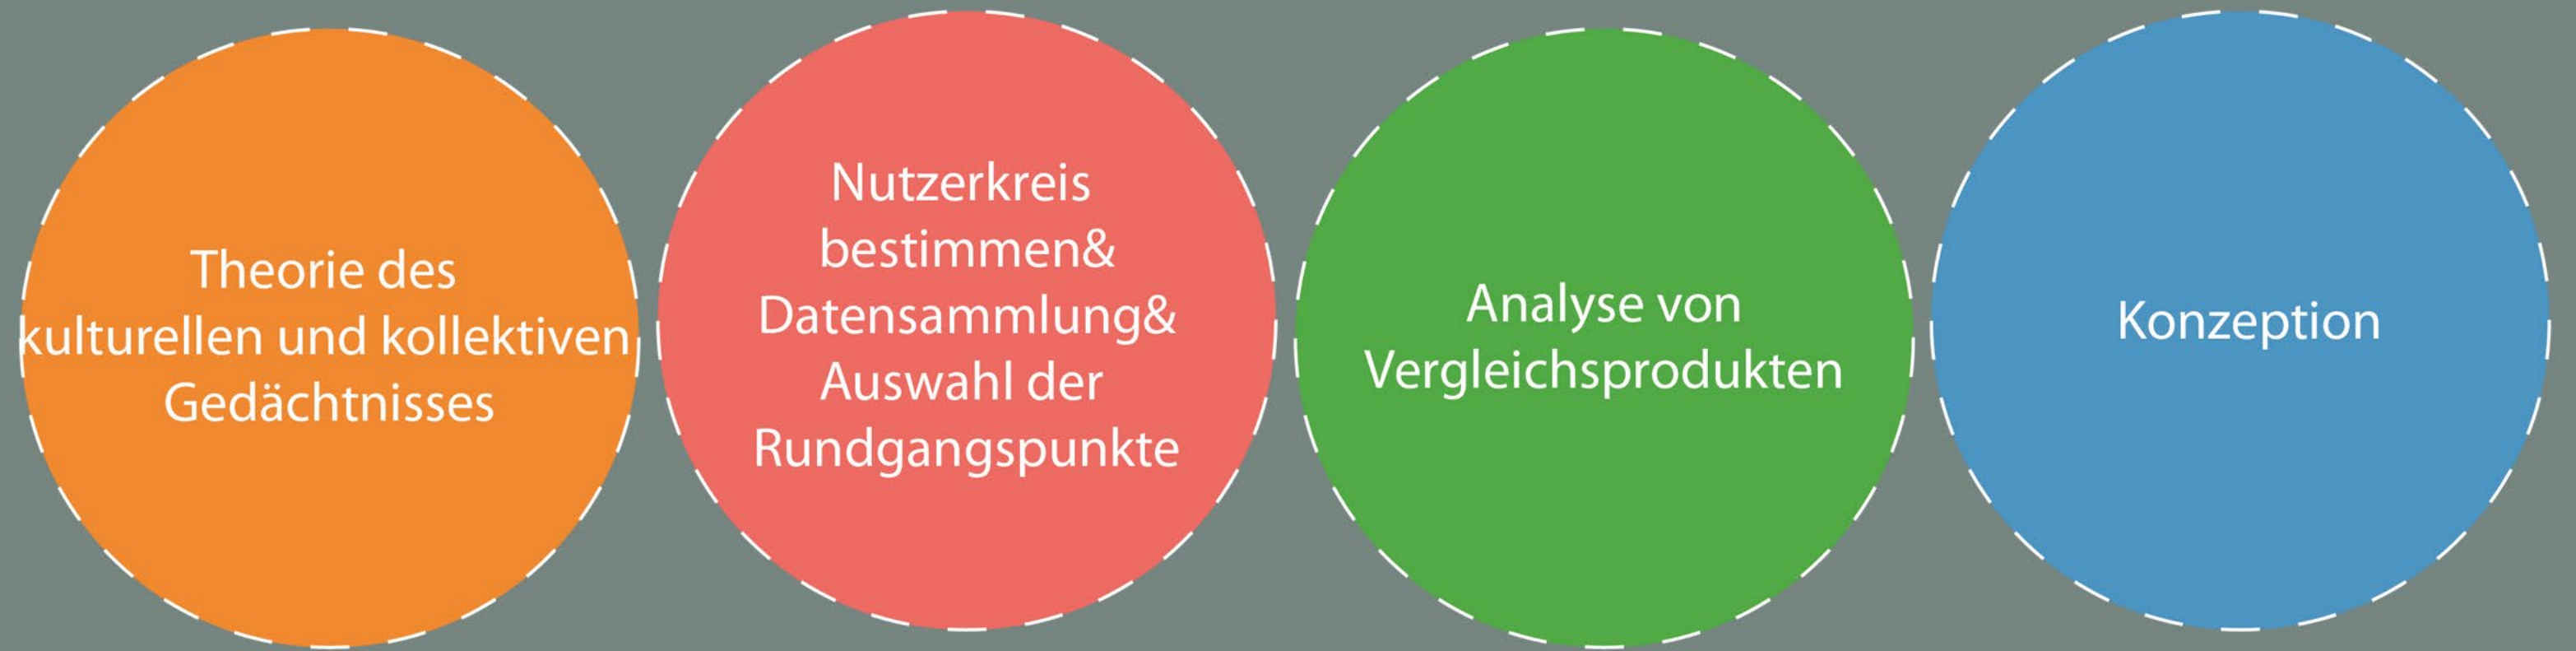 Theorie des
kulturellen und kollektiven
Gedächtnisses
Nutzerkreis
bestimmen&
Datensammlung&
Auswahl der
Rundgangspunkte
Analyse von
Vergleichsprodukten
Konzeption